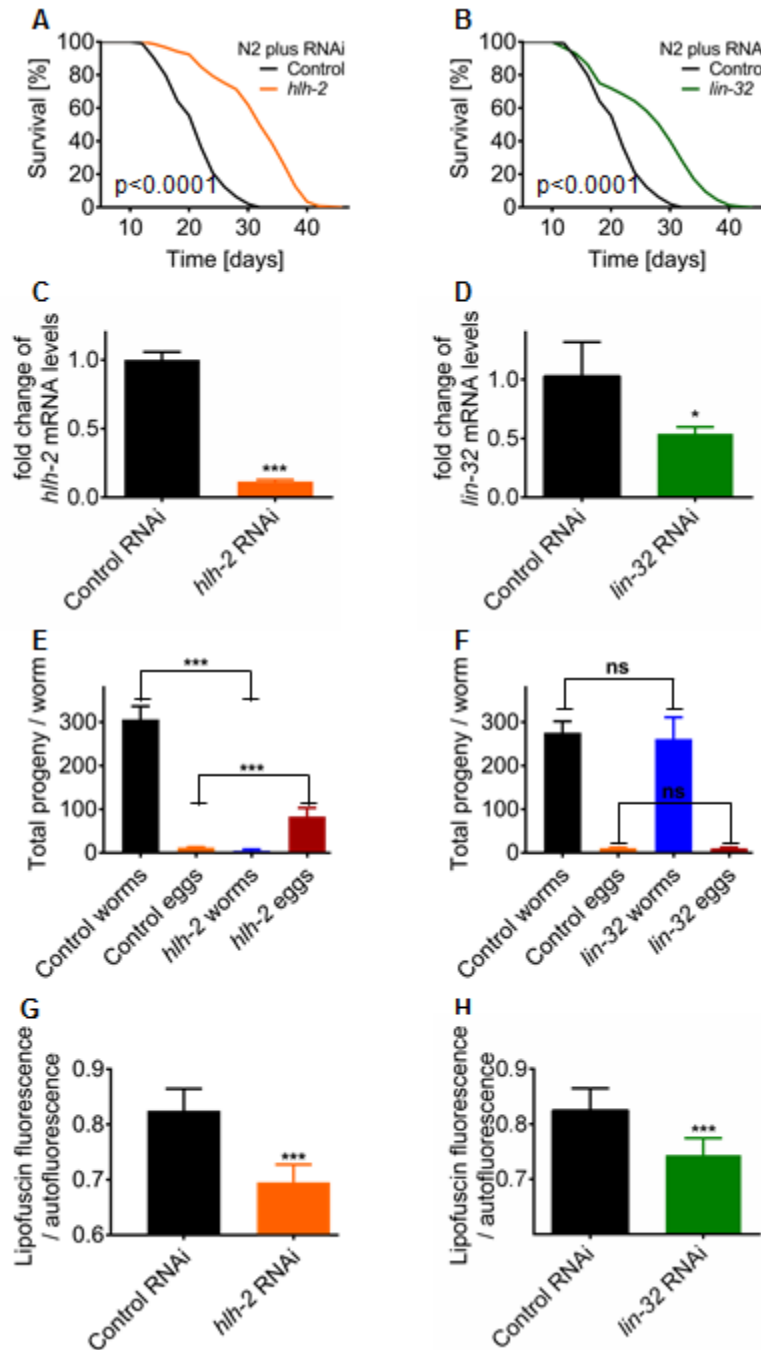 A
B
N2 plus RNAi
Control
hlh-2
Survival [%]
100
80
60
40
20
0
p<0.0001
10
20
30
40
Time [days]
N2 plus RNA
Contro
lin-32
Survival [%]
100
80
60
40
20
0
p<0.0001
10
20
30
40
Time [days]
C
D
fold change of
hlh-2 mRNA levels
1.0
0.5
0.0
***
Control RNAi
hlh-2 RNAi
fold change of
lin-32 mRNA levels
1.0
0.5
0.0
*
Control RNAi
lin-32 RNAi
E
F
Total progeny / worm
300
200
100
0
***
***
Control worms
Control eggs
hlh-2 worms
hlh-2 eggs
Total progeny / worm
300
200
100
0
ns
ns
Control worms
Control eggs
lin-32 worms
lin-32 eggs
G
H
Lipofuscin fluorescence
/ autofluorescence
0.9
0.8
0.7
0.6
***
Control RNAi
hlh-2 RNAi
Lipofuscin fluorescence
/ autofluorescence
0.9
0.8
0.7
***
Control RNAi
lin-32 RNAi